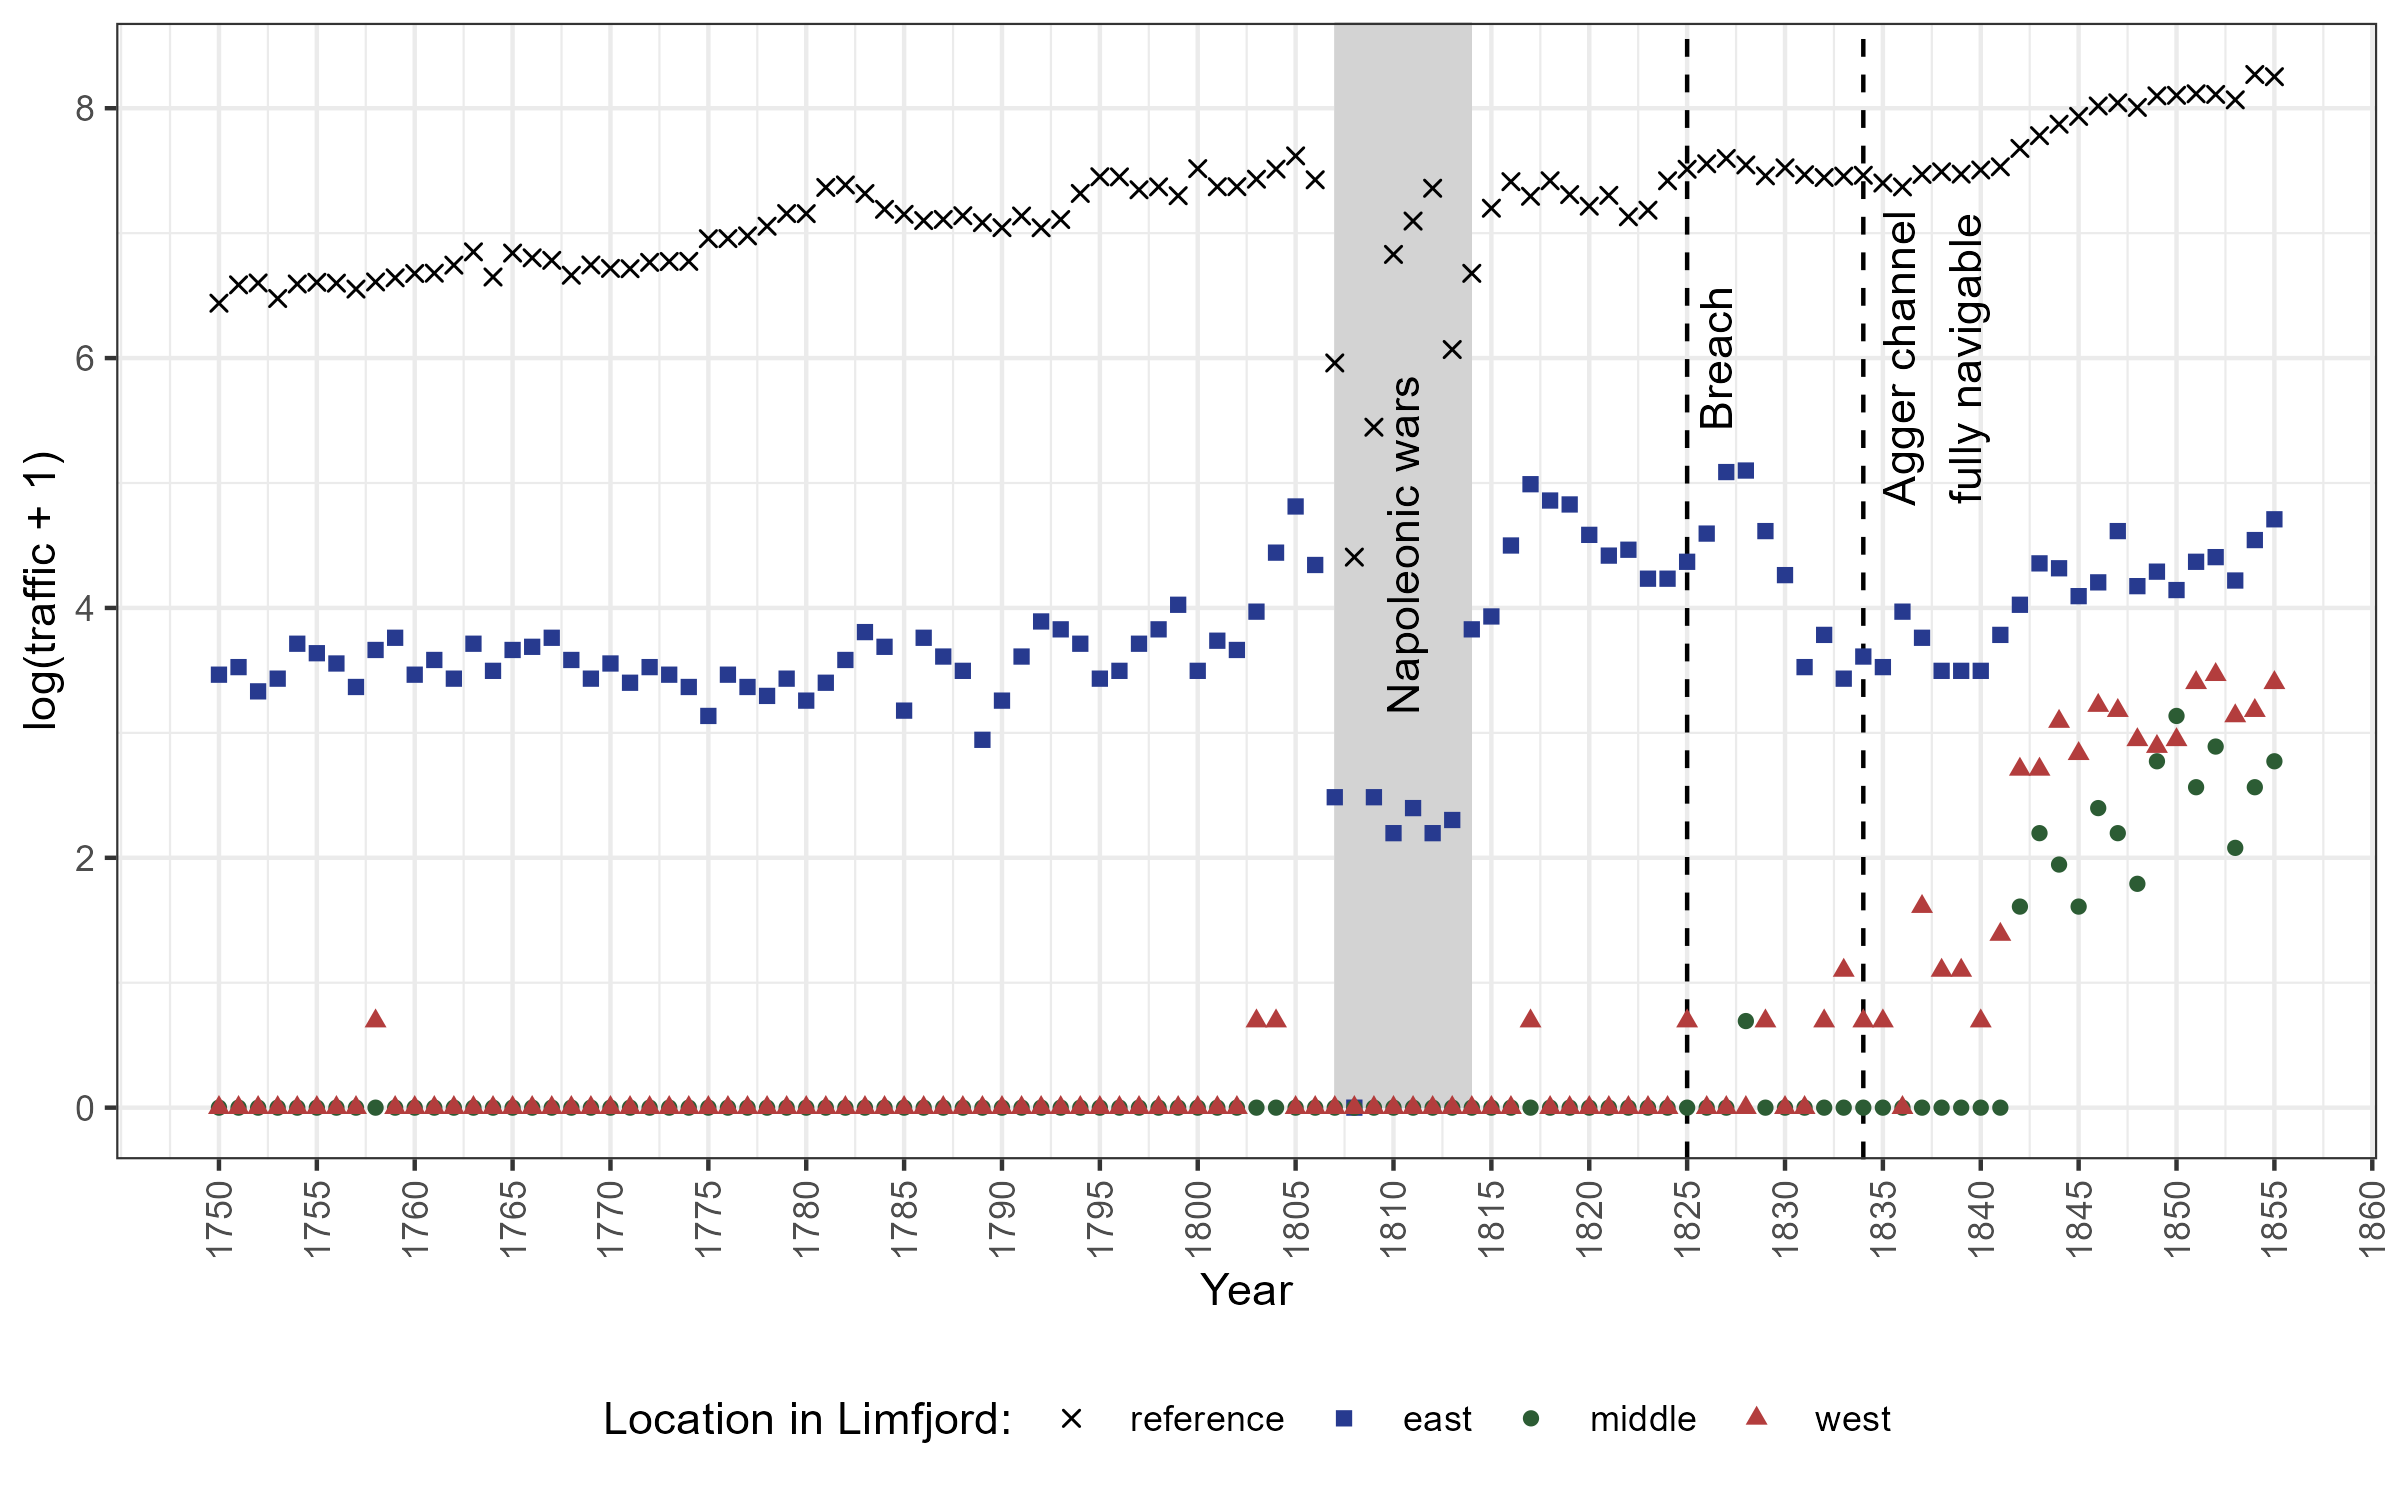 log(traffic + 1)
8
6
4
2
0
Napoleonic wars
Breach
Agger channel
fully navigable
1750 1755 1760 1765 1770 1775 1780 1785 1790 1795 1800 1805 1810 1815 1820 1825 1830 1835 1840 1845 1850 1855 1860
Year
Location in Limfjord: reference east middle west